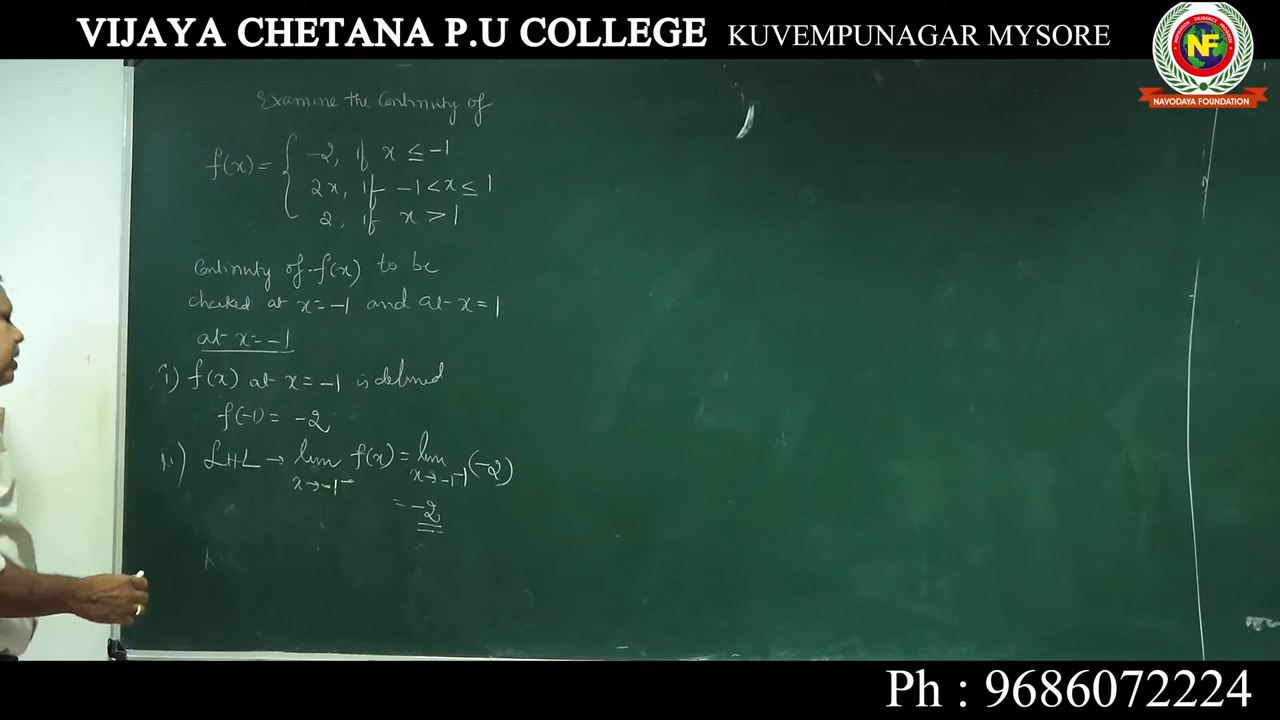 VIJAYA CHETANA P.U COLLEGE KUVEMPUNAGAR MYSORE
NF
NAVODAYA FOUNDATION
Examine the Continuity of
f(x) = { -2, if x ≤ -1
2x, if -1 < x ≤ 1
2, if x > 1
Continuity of f(x) to be
checked at x = -1 and at x = 1
at x = -1
i) f(x) at x = -1 is defined
f(-1) = -2
ii) LHL → lim x→-1⁻ f(x) = lim x→-1⁻ (-2)
= -2
Ph : 9686072224